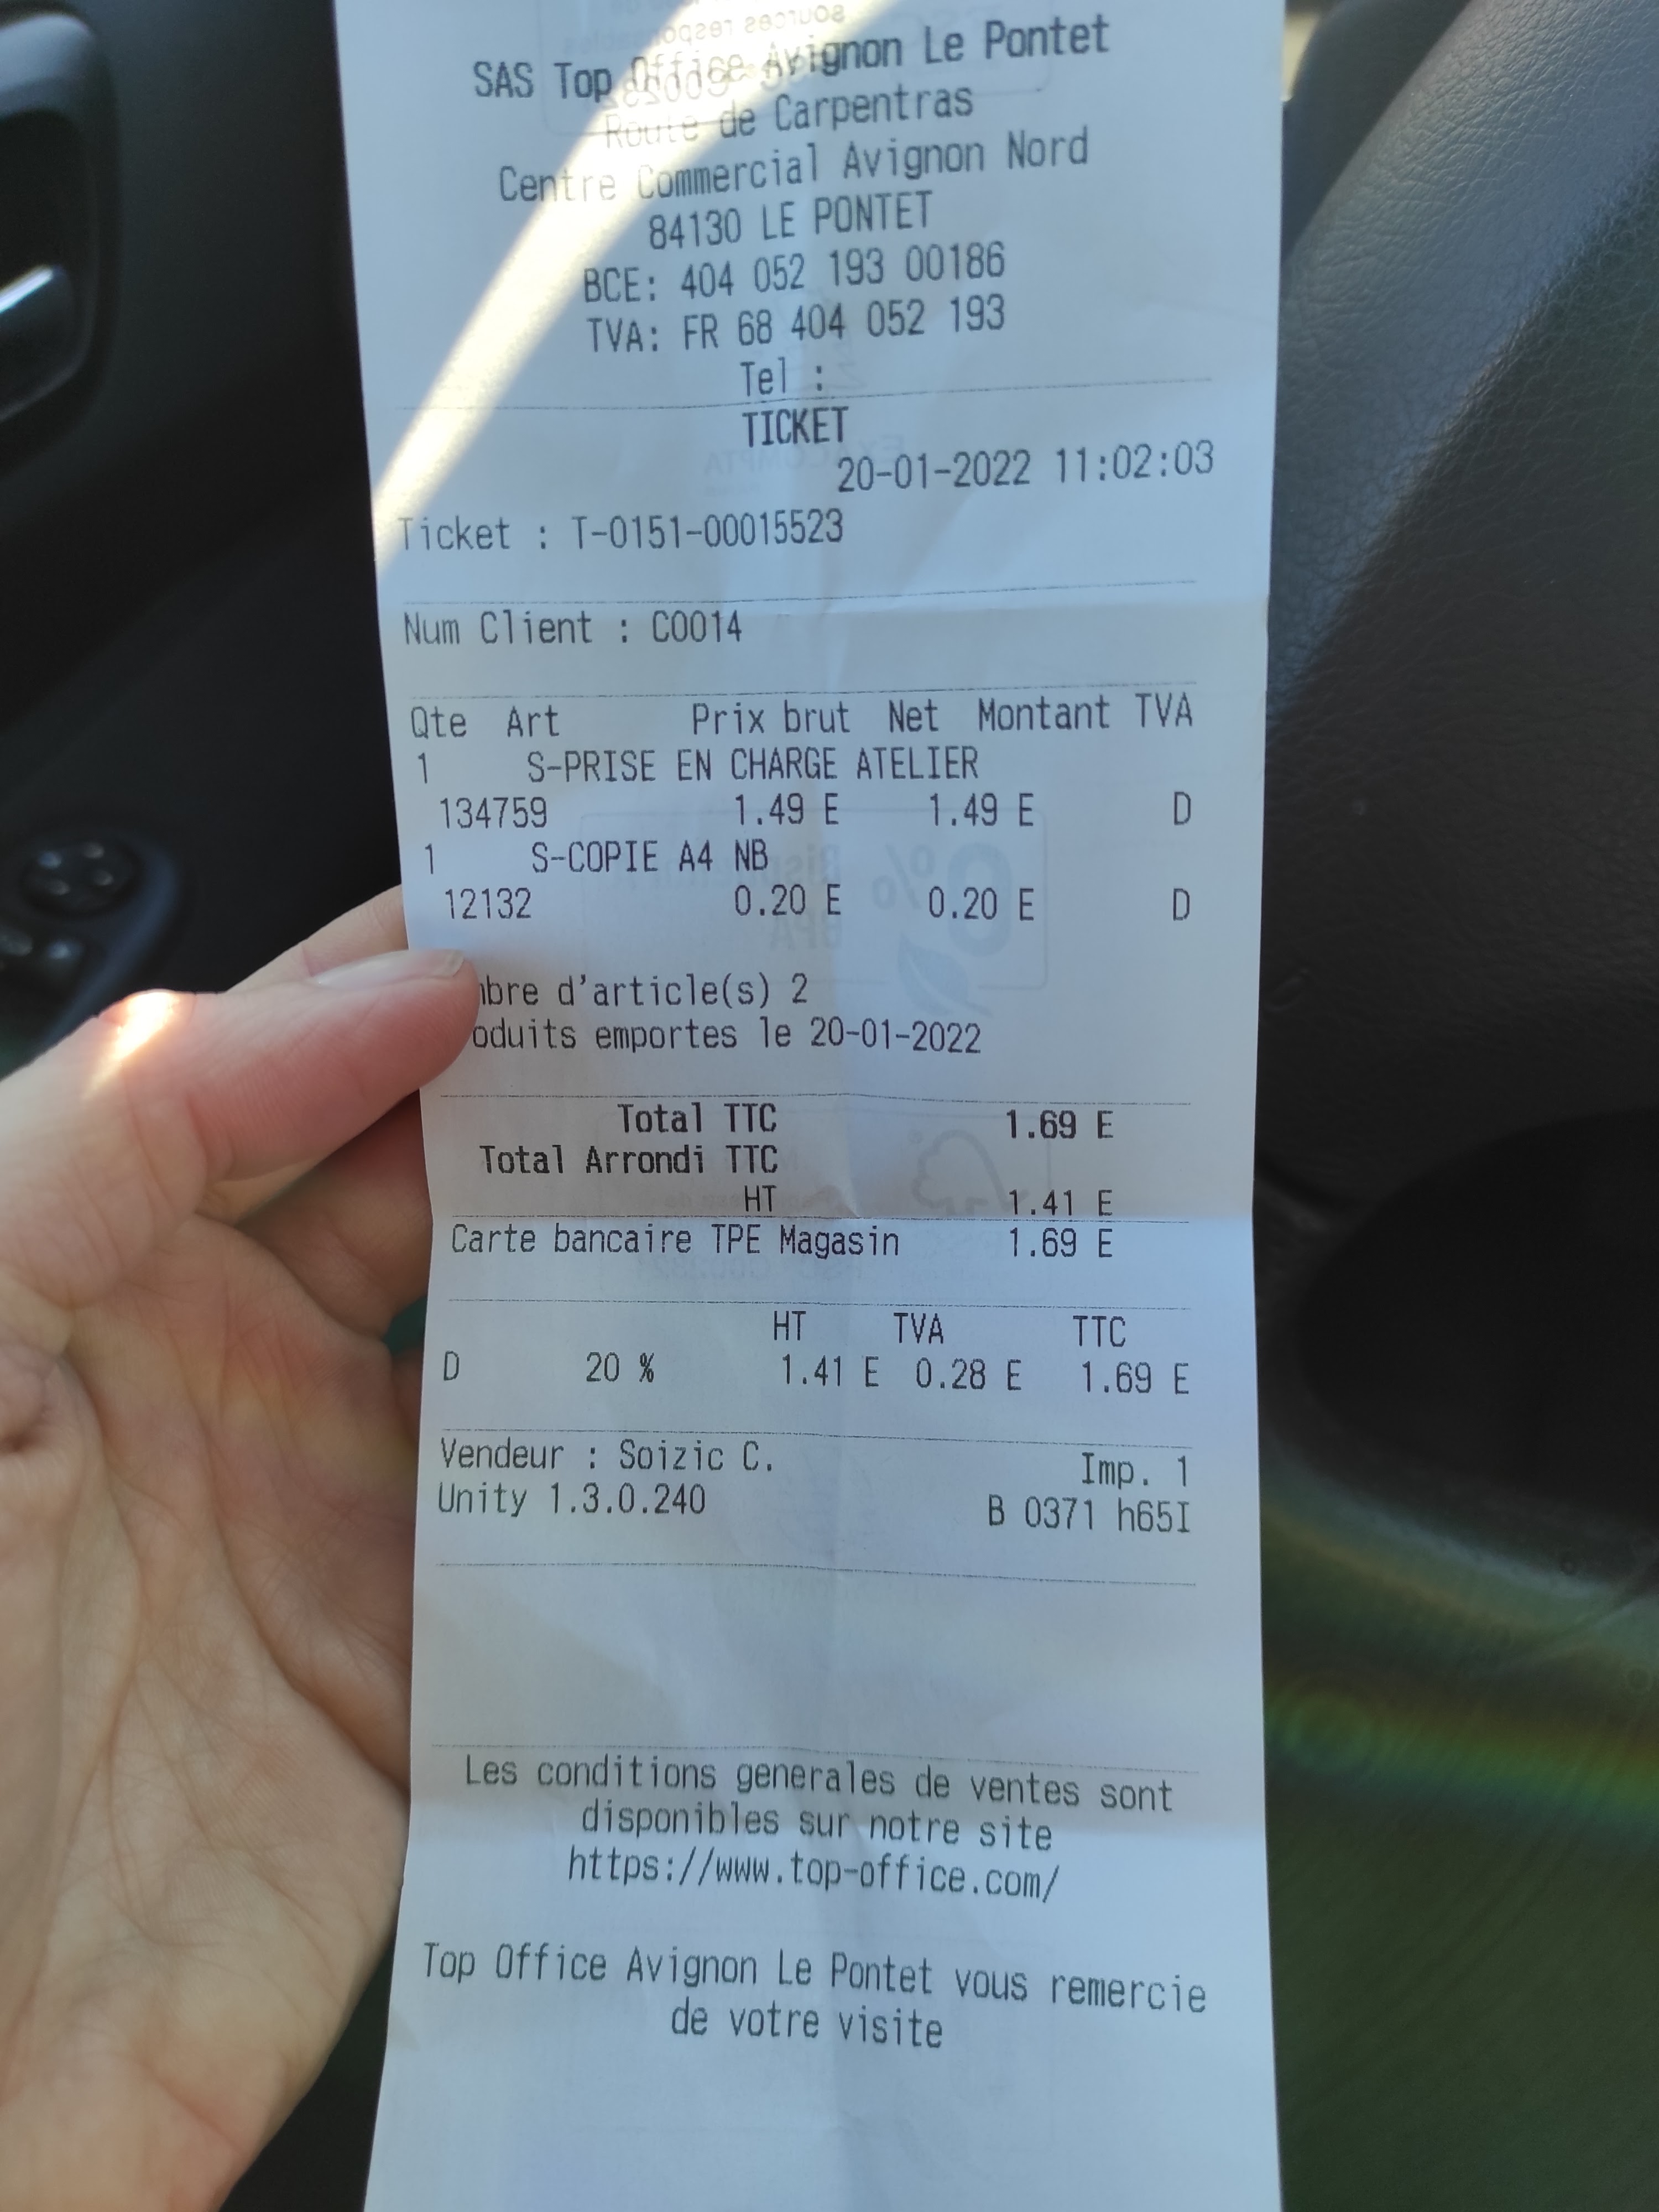 SAS Top Office Avignon Le Pontet
Route de Carpentras
Centre Commercial Avignon Nord
84130 LE PONTET
BCE: 404 052 193 00186
TVA: FR 68 404 052 193
Tel :
TICKET
20-01-2022 11:02:03
Ticket : T-0151-00015523
Num Client : C0014
Qte Art Prix brut Net Montant TVA
1 S-PRISE EN CHARGE ATELIER
134759 1.49 E 1.49 E D
1 S-COPIE A4 NB
12132 0.20 E 0.20 E D
mbre d'article(s) 2
oduits emportes le 20-01-2022
Total TTC 1.69 E
Total Arrondi TTC
HT 1.41 E
Carte bancaire TPE Magasin 1.69 E
HT TVA TTC
D 20 % 1.41 E 0.28 E 1.69 E
Vendeur : Soizic C. Imp. 1
Unity 1.3.0.240 B 0371 h65I
Les conditions generales de ventes sont
disponibles sur notre site
https://www.top-office.com/
Top Office Avignon Le Pontet vous remercie
de votre visite